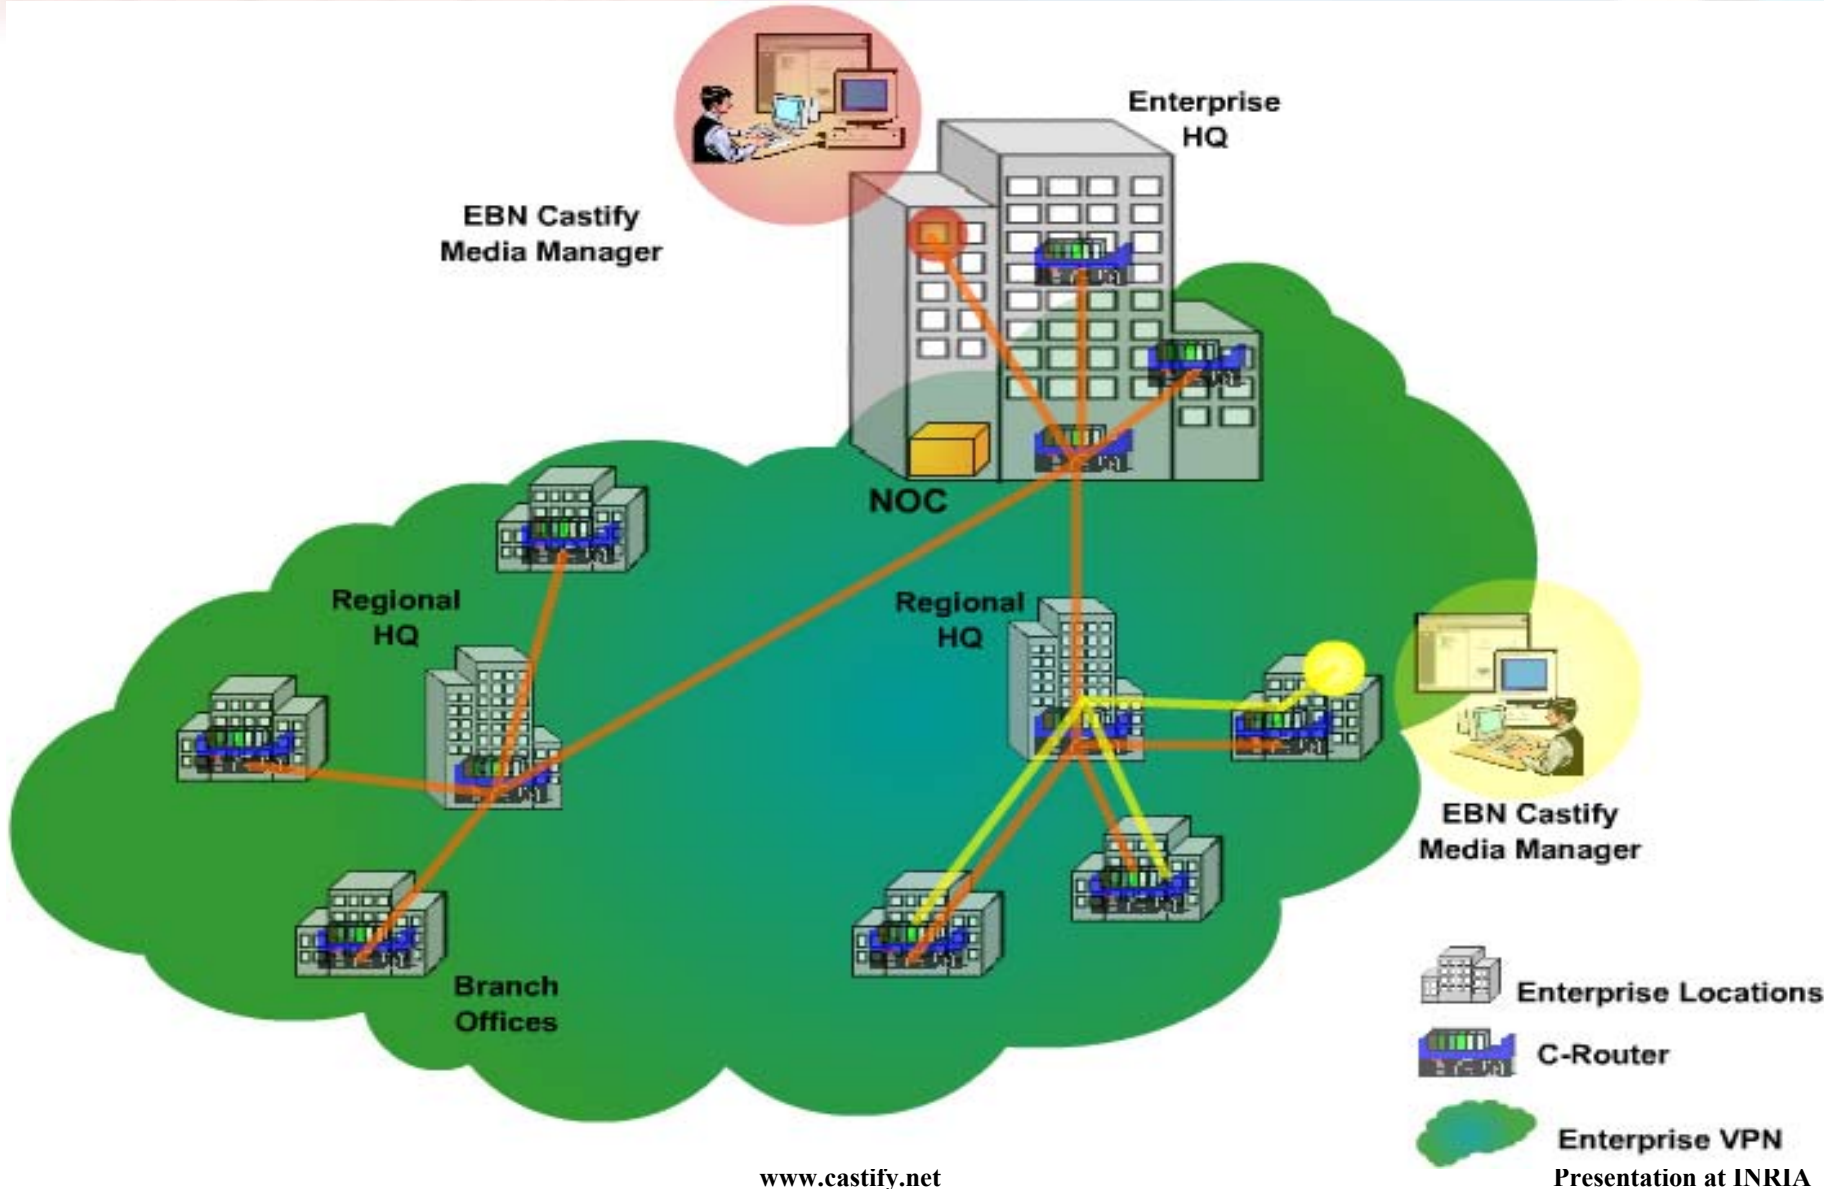 Enterprise
HQ
EBN Castify
Media Manager
NOC
Regional
HQ
Regional
HQ
EBN Castify
Media Manager
Branch
Offices
Enterprise Locations
C-Router
Enterprise VPN
www.castify.net
Presentation at INRIA